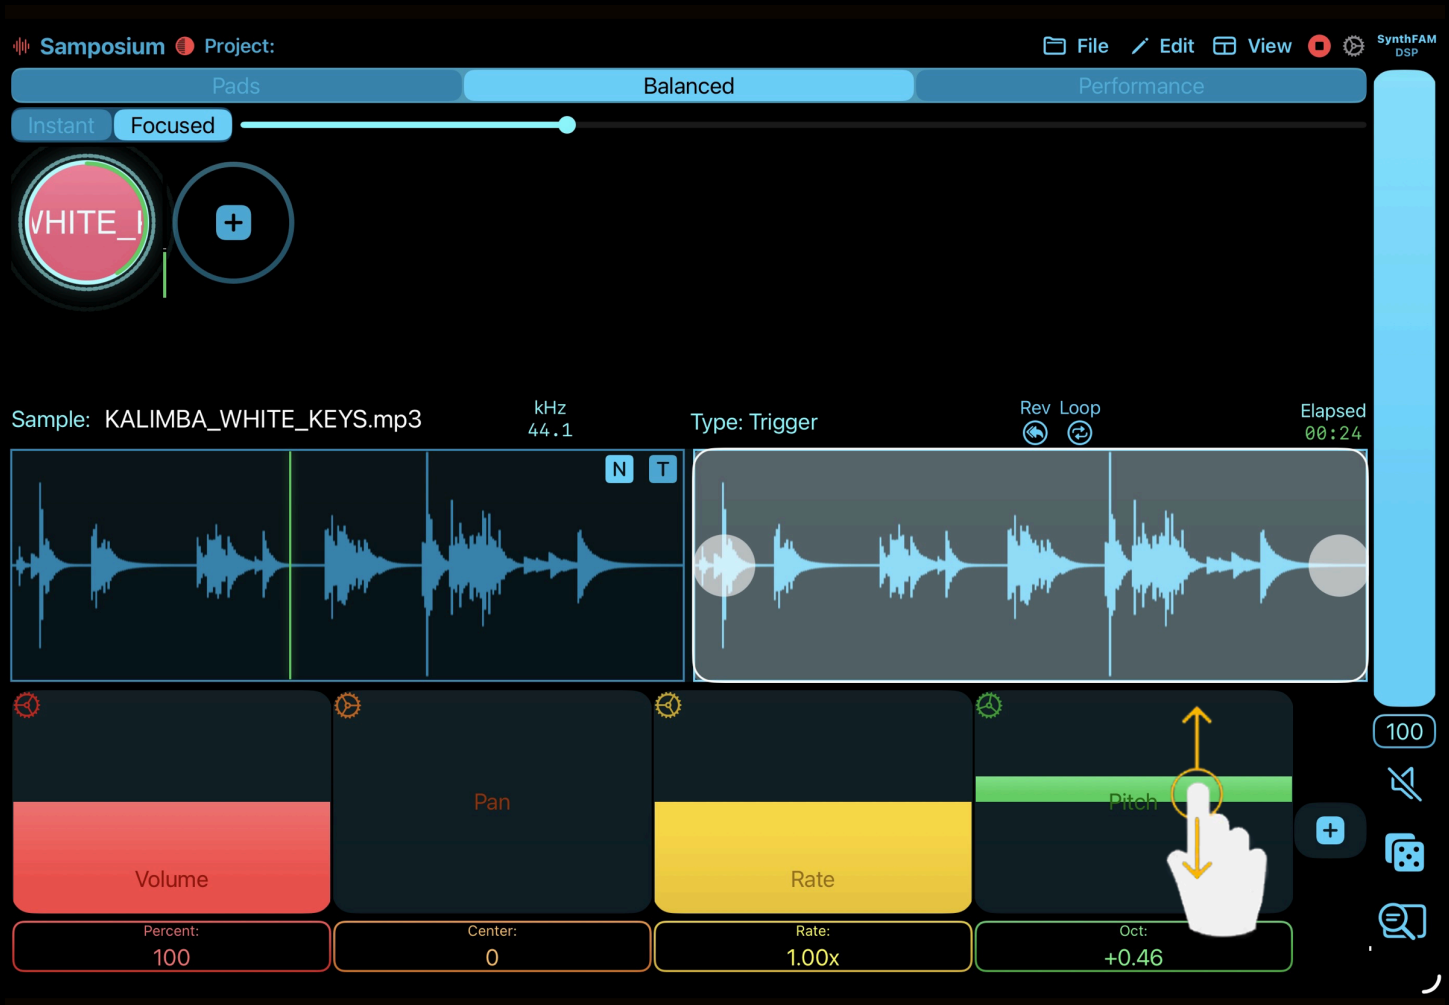 Samposium Project: File Edit View SynthFAM
DSP
Pads Balanced Performance
Instant Focused
WHITE_K
Sample: KALIMBA_WHITE_KEYS.mp3 kHz
44.1
Type: Trigger Rev Loop Elapsed
00:24
N T
Pan Pitch
Volume Rate
100
Percent: Center: Rate: Oct:
100 0 1.00x +0.46